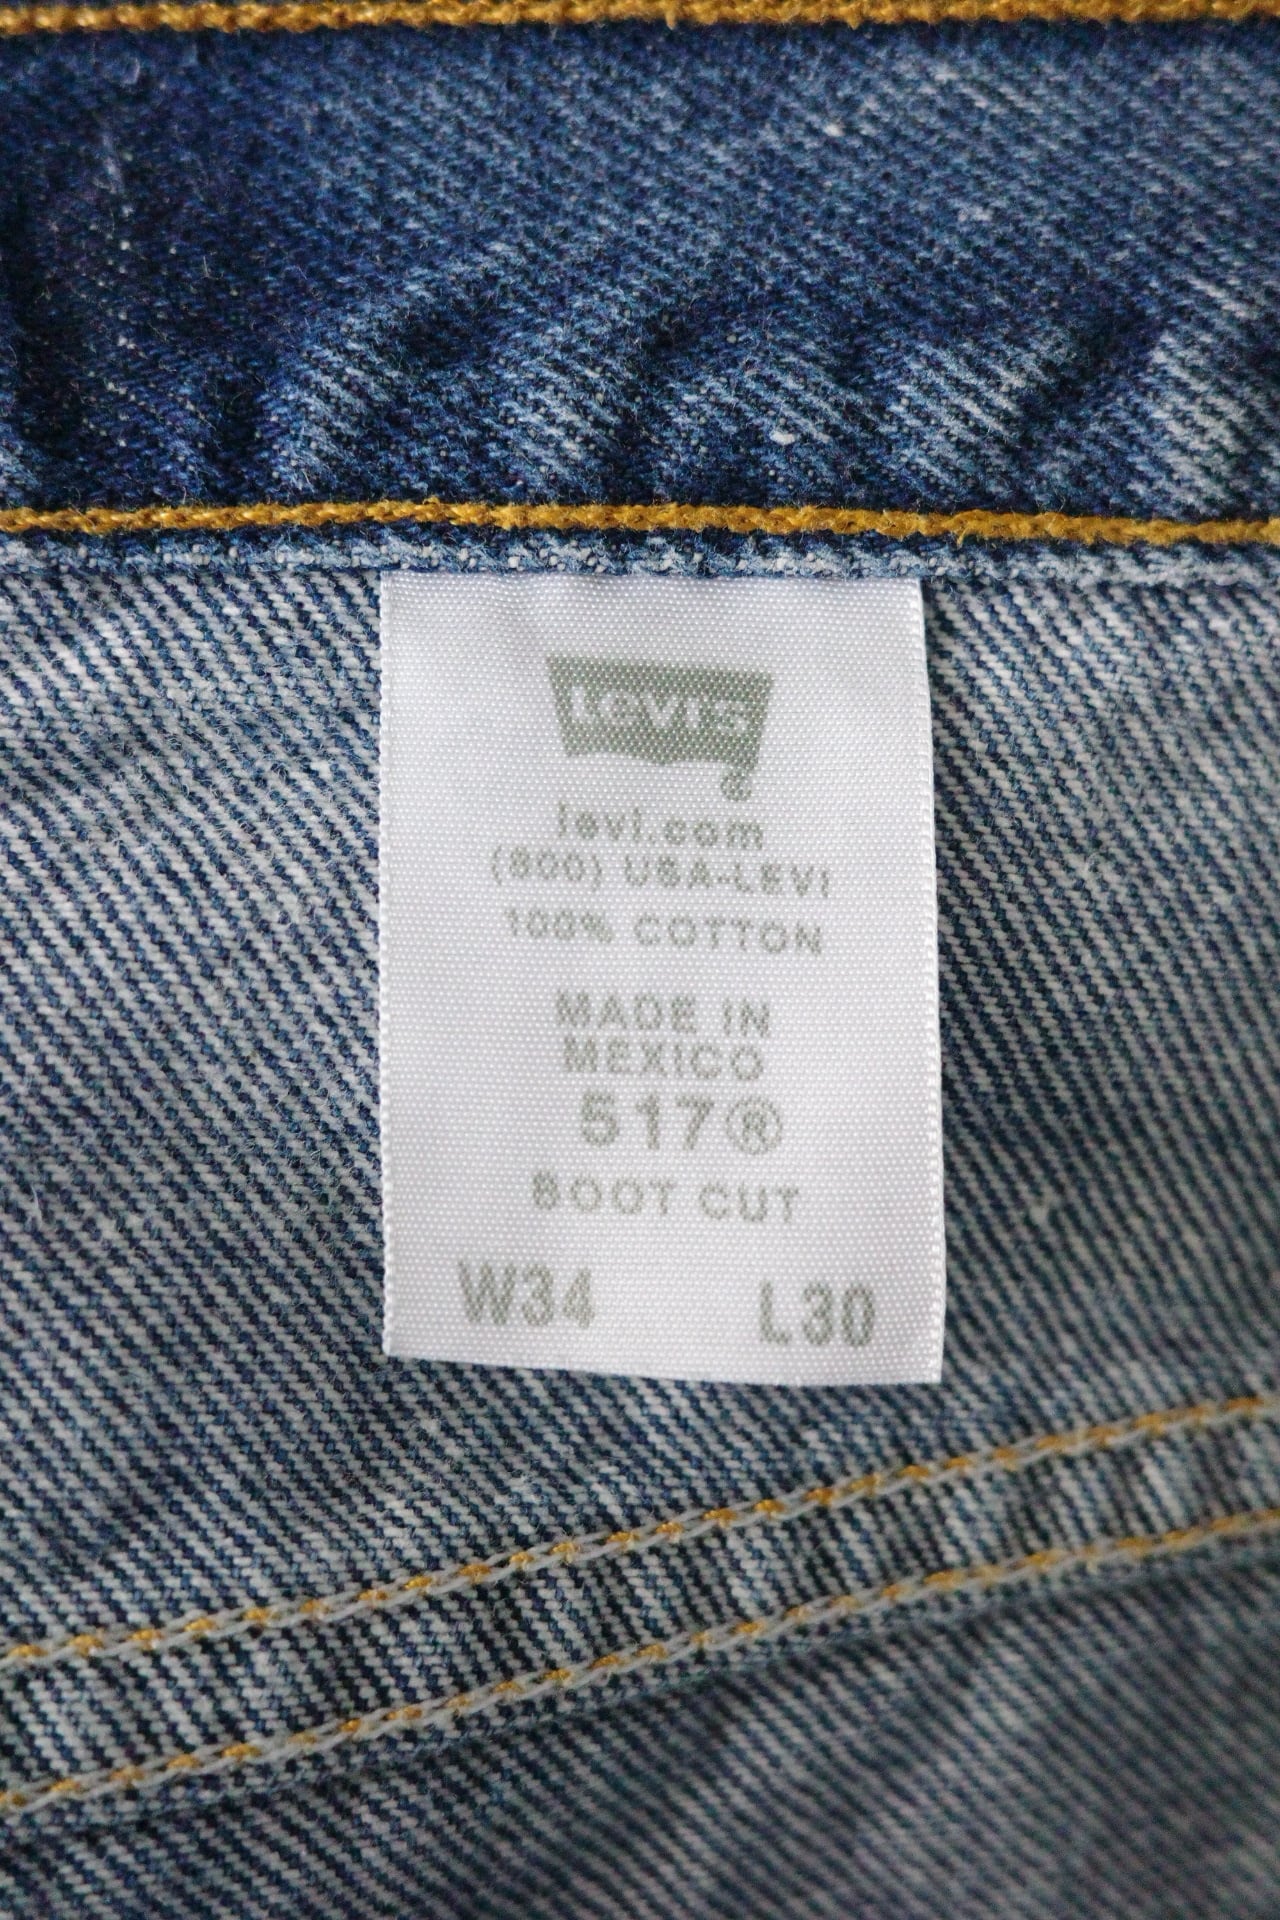 Levi's
®
levi.com
(800) USA-LEVI
100% COTTON
MADE IN
MEXICO
517®
BOOT CUT
W34 L30